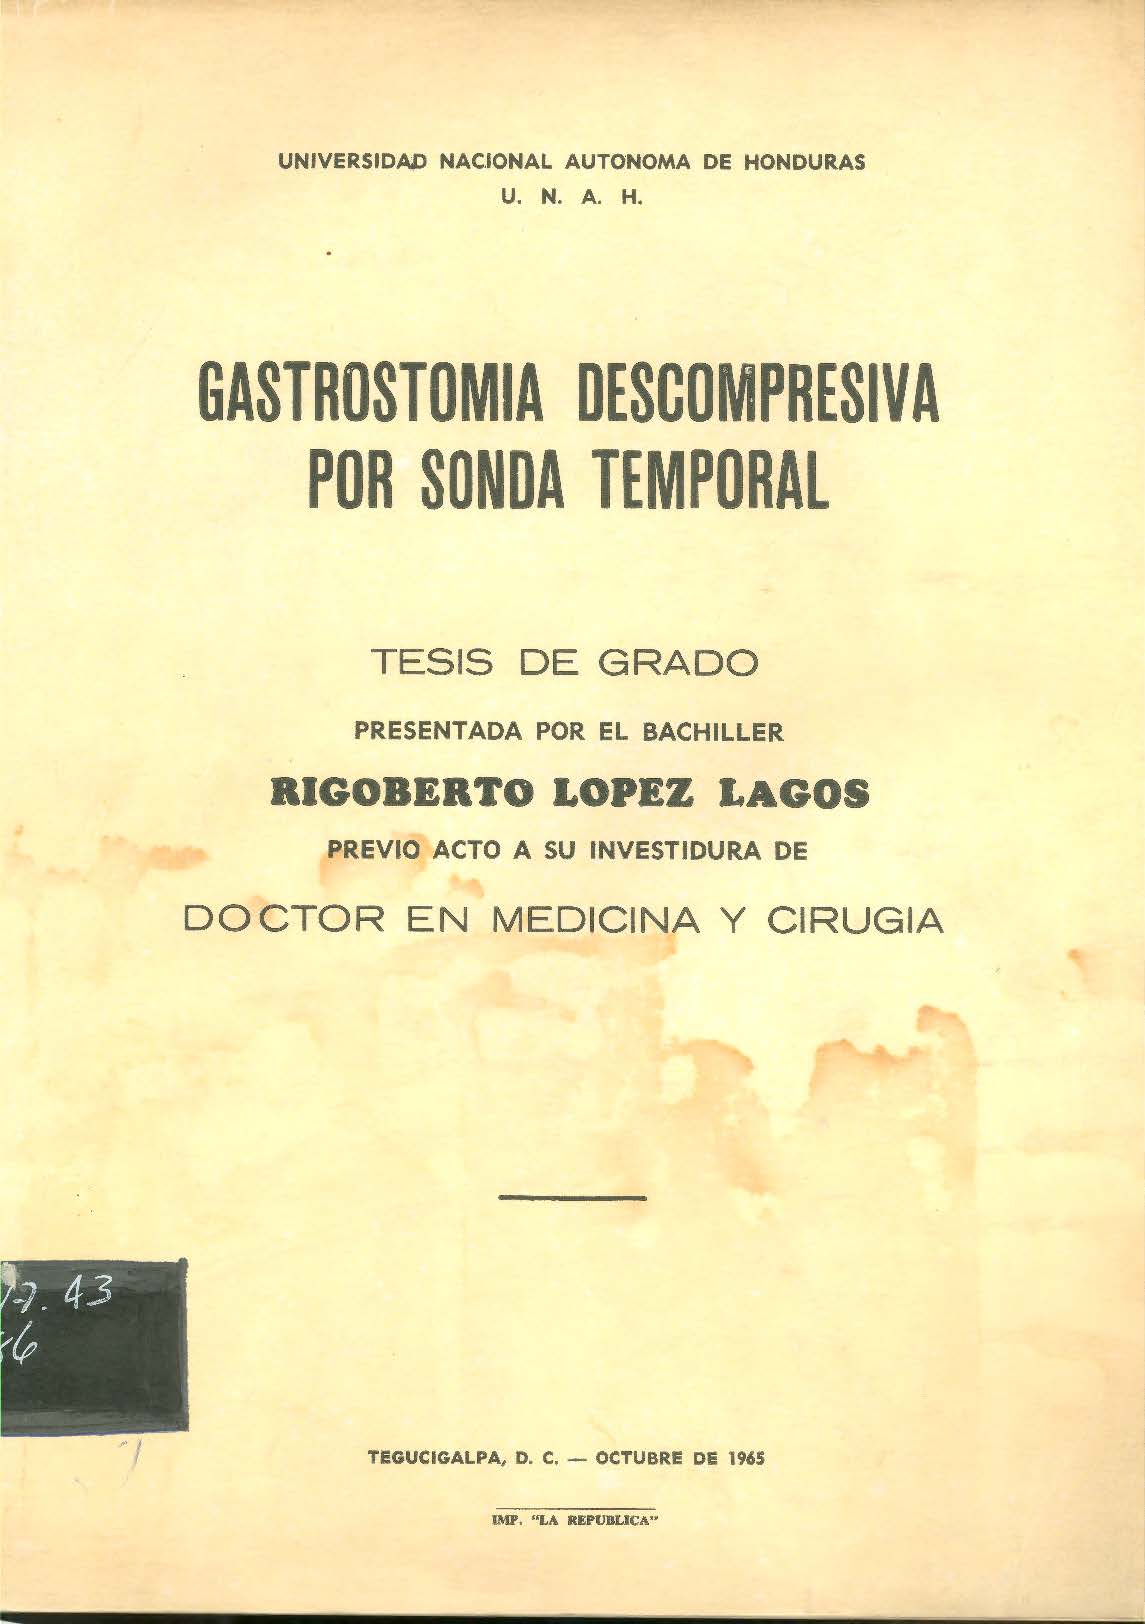 UNIVERSIDAD NACIONAL AUTONOMA DE HONDURAS
U. N. A. H.
GASTROSTOMIA DESCOMPRESIVA
POR SONDA TEMPORAL
TESIS DE GRADO
PRESENTADA POR EL BACHILLER
RIGOBERTO LOPEZ LAGOS
PREVIO ACTO A SU INVESTIDURA DE
DOCTOR EN MEDICINA Y CIRUGIA
43
TEGUCIGALPA, D. C. — OCTUBRE DE 1965
IMP. "LA REPUBLICA"